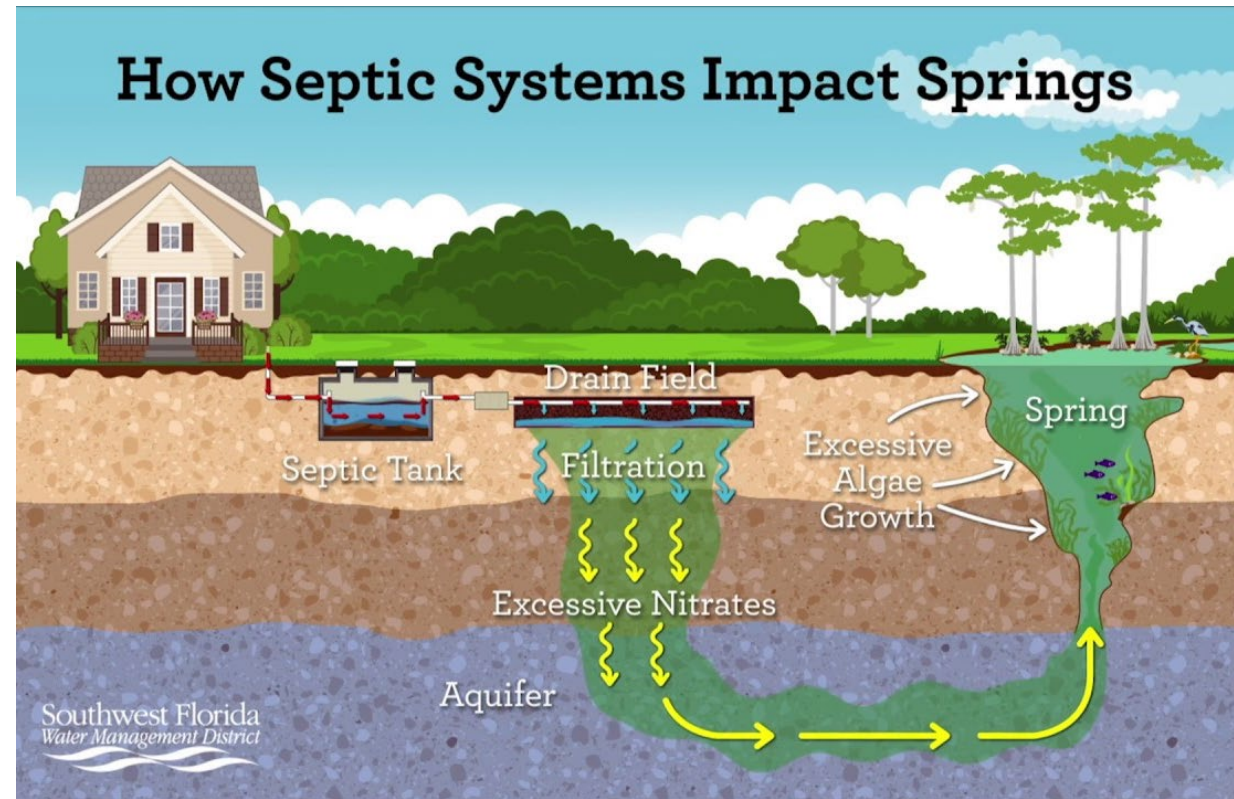 How Septic Systems Impact Springs
Drain Field
Spring
Septic Tank
Filtration
Excessive
Algae
Growth
Excessive Nitrates
Aquifer
Southwest Florida
Water Management District